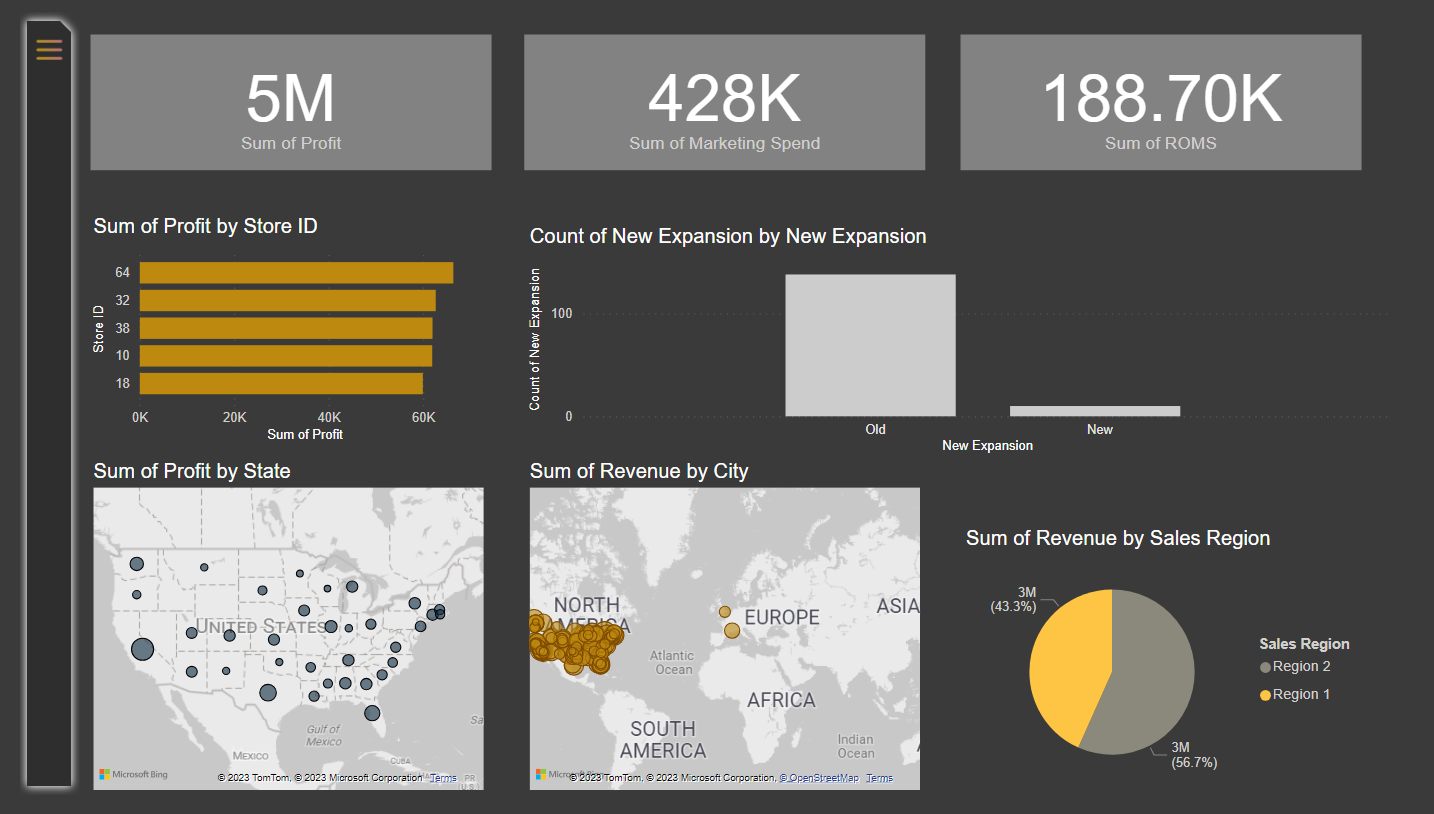 5M
Sum of Profit
428K
Sum of Marketing Spend
188.70K
Sum of ROMS
Sum of Profit by Store ID
Store ID
64
32
38
10
18
0K 20K 40K 60K
Sum of Profit
Count of New Expansion by New Expansion
Count of New Expansion
100
0
Old New
New Expansion
Sum of Profit by State
UNITED STATES
Gulf of
Mexico
MEXICO
CUBA
PR
(U.S.)
Sa
Microsoft Bing
© 2023 TomTom, © 2023 Microsoft Corporation Terms
Sum of Revenue by City
NORTH
AMERICA
EUROPE
ASIA
Atlantic
Ocean
AFRICA
SOUTH
AMERICA
Indian
Ocean
A
Microsoft Bing
© 2023 TomTom, © 2023 Microsoft Corporation, © OpenStreetMap Terms
Sum of Revenue by Sales Region
3M
(43.3%)
3M
(56.7%)
Sales Region
Region 2
Region 1